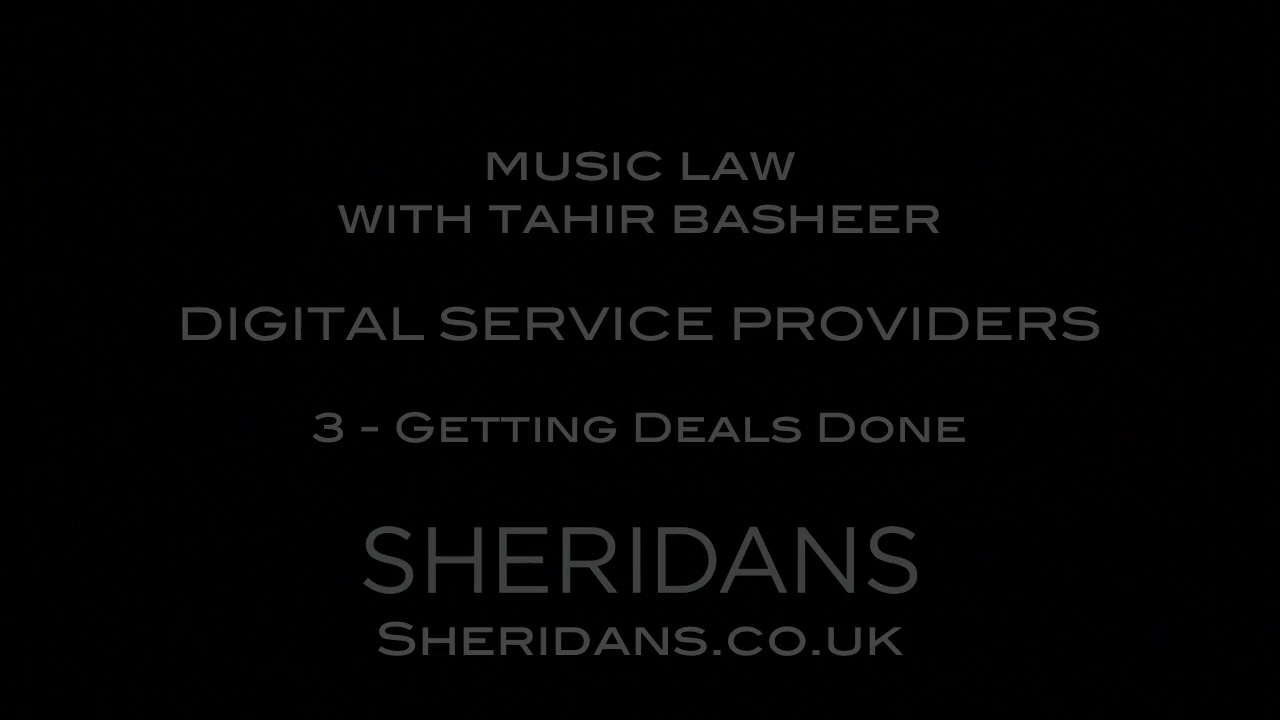 MUSIC LAW
WITH TAHIR BASHEER
DIGITAL SERVICE PROVIDERS
3 - Getting Deals Done
SHERIDANS
Sheridans.co.uk